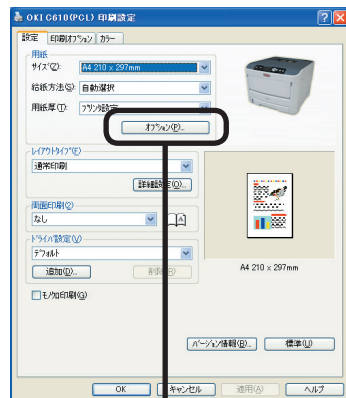 OKI C610(PCL) 印刷設定
設定 印刷オプション カラー
用紙
サイズ(Z): A4 210 x 297mm
給紙方法(S): 自動選択
用紙厚(T): プリンタ設定
オプション(P)...
レイアウトタイプ(E)
通常印刷
詳細設定(O)...
両面印刷(2)
なし
A
ドライバ設定(V)
デフォルト
追加(D)... 削除(R)
A4 210 x 297mm
モノクロ印刷(G)
バージョン情報(B)... 標準(U)
OK キャンセル 適用(A) ヘルプ